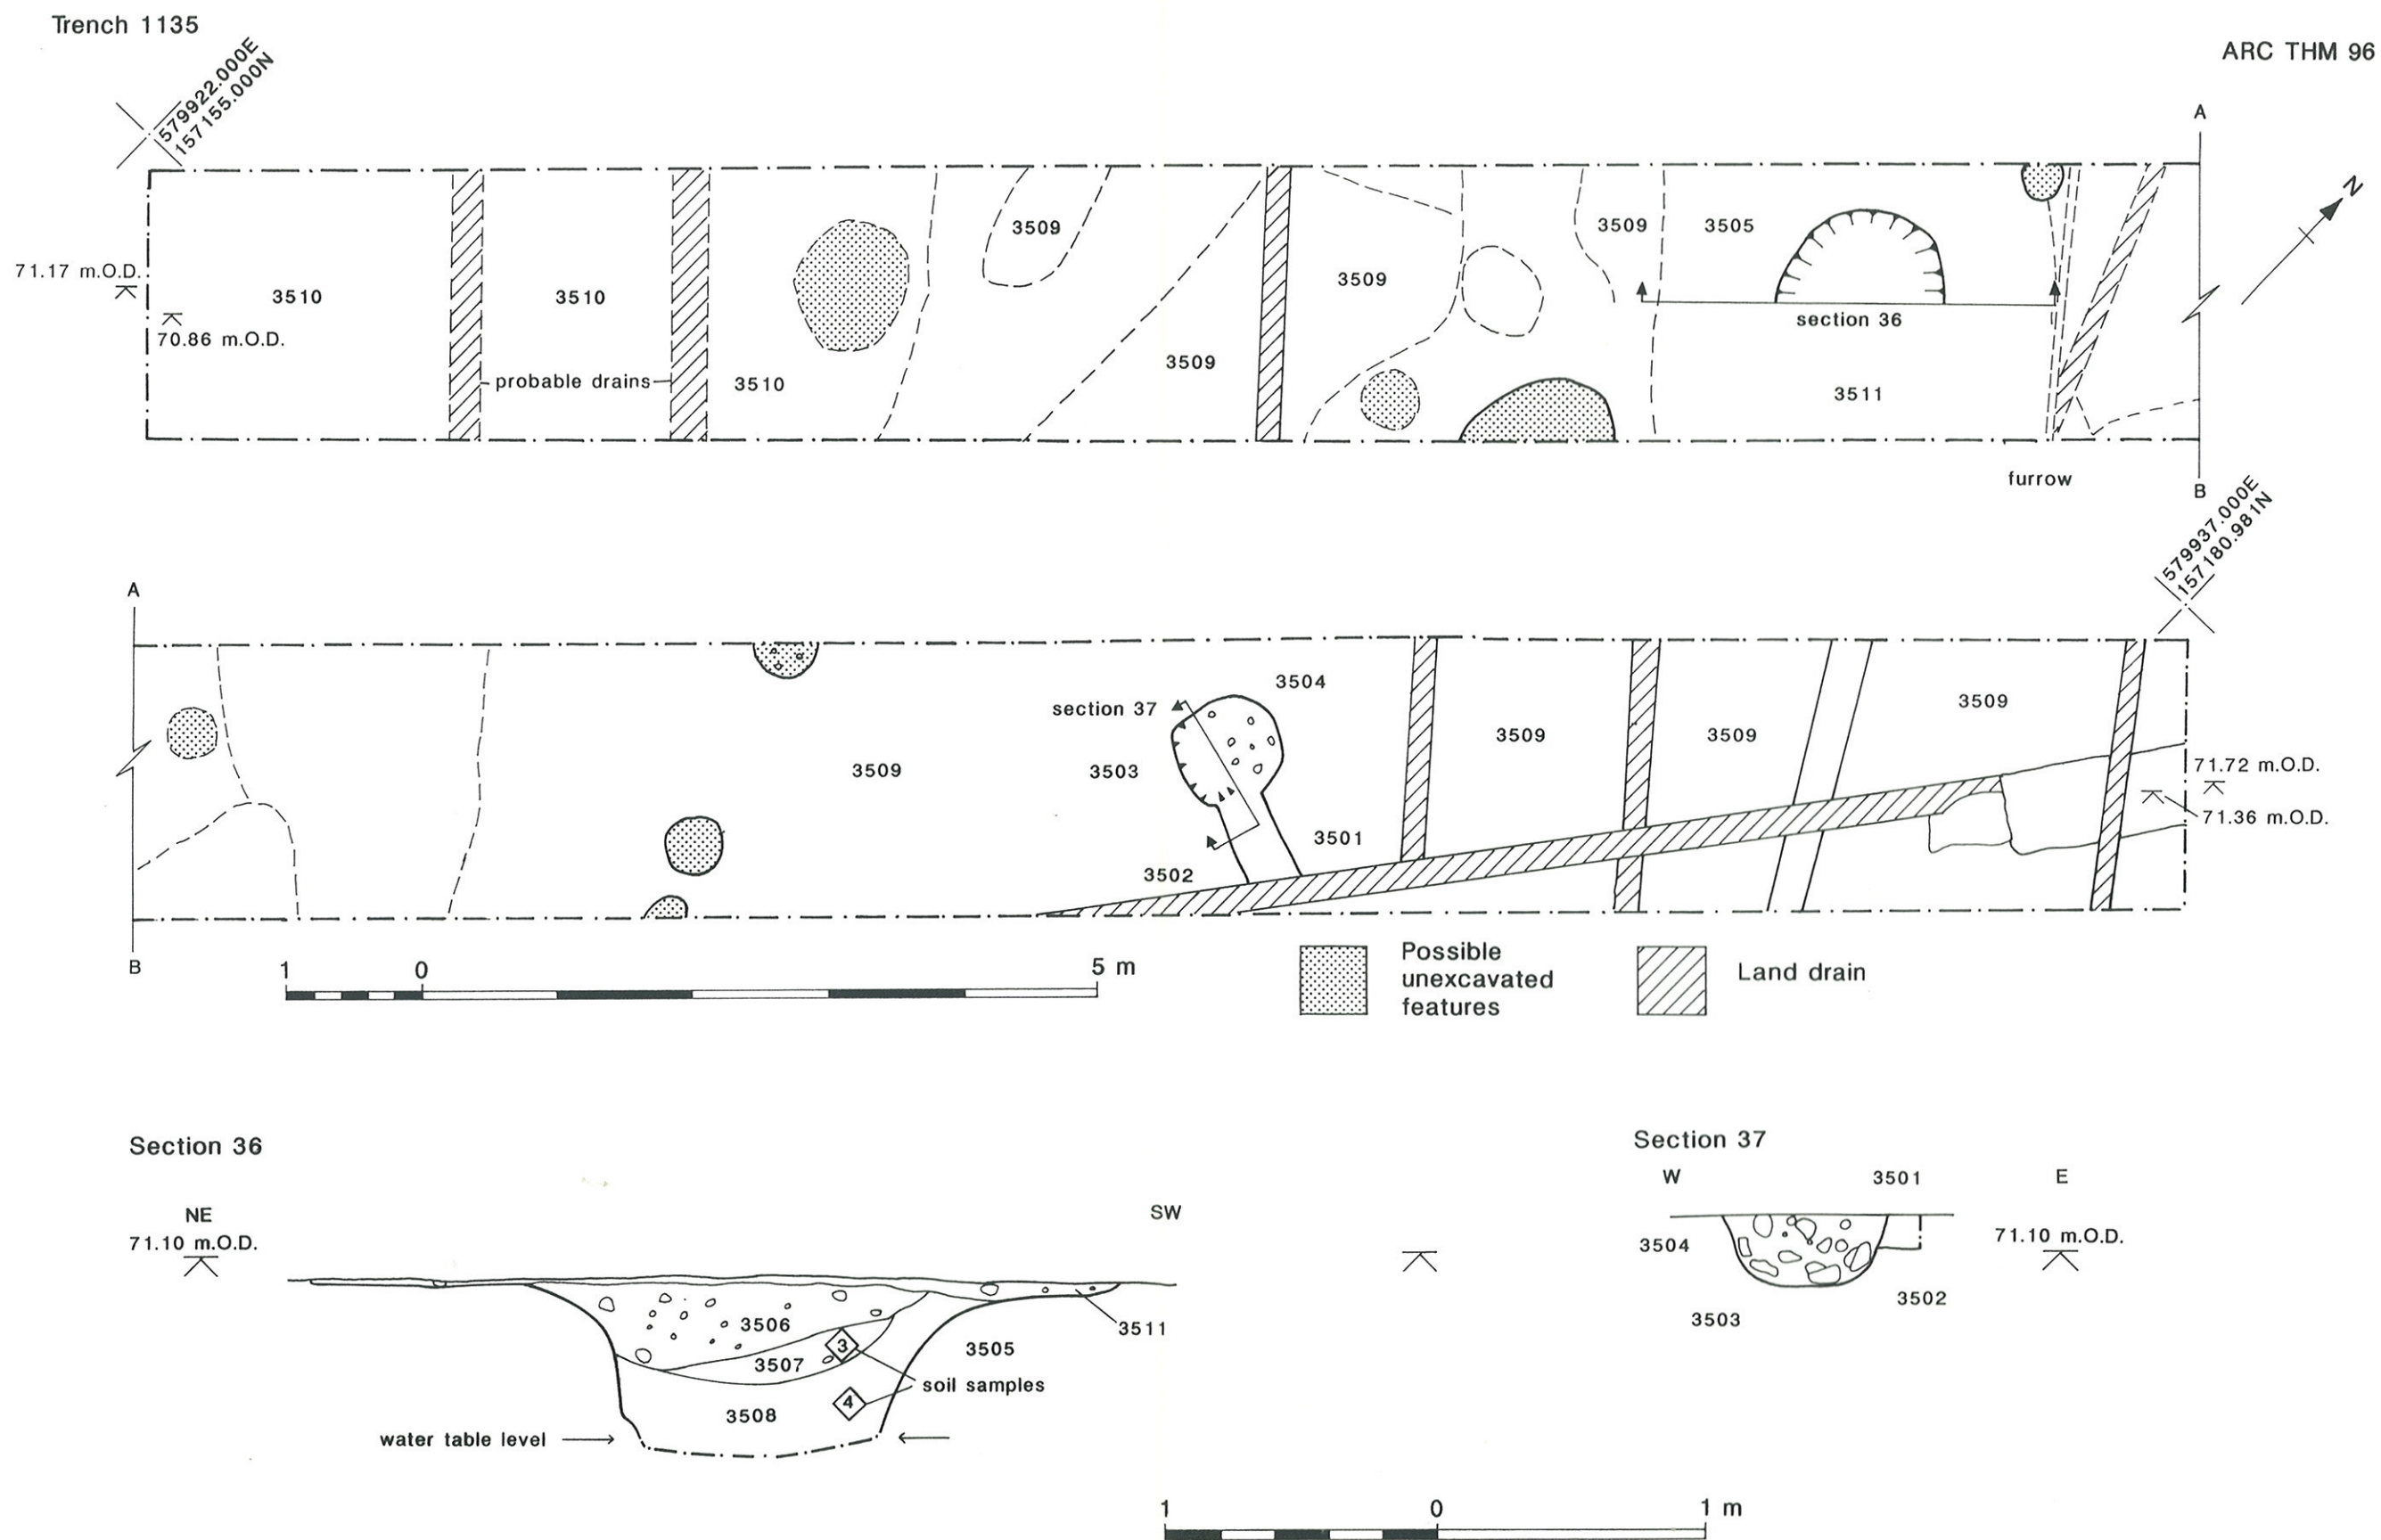 Trench 1135
ARC THM 96
579922.000E
157155.000N
A
N
3509
3509
3505
71.17 m.O.D.
3510
3510
3509
section 36
70.86 m.O.D.
3509
probable drains
3510
3511
furrow
B
579937.000E
157180.981N
A
3504
section 37
3509
3509
3509
3509
3503
71.72 m.O.D.
71.36 m.O.D.
3501
3502
B
1 0 5 m
Possible
unexcavated
features
Land drain
Section 36
Section 37
W
3501
E
NE
SW
71.10 m.O.D.
3504
71.10 m.O.D.
3506
3511
3
3505
3507
3502
3503
soil samples
4
3508
water table level
1 0 1 m